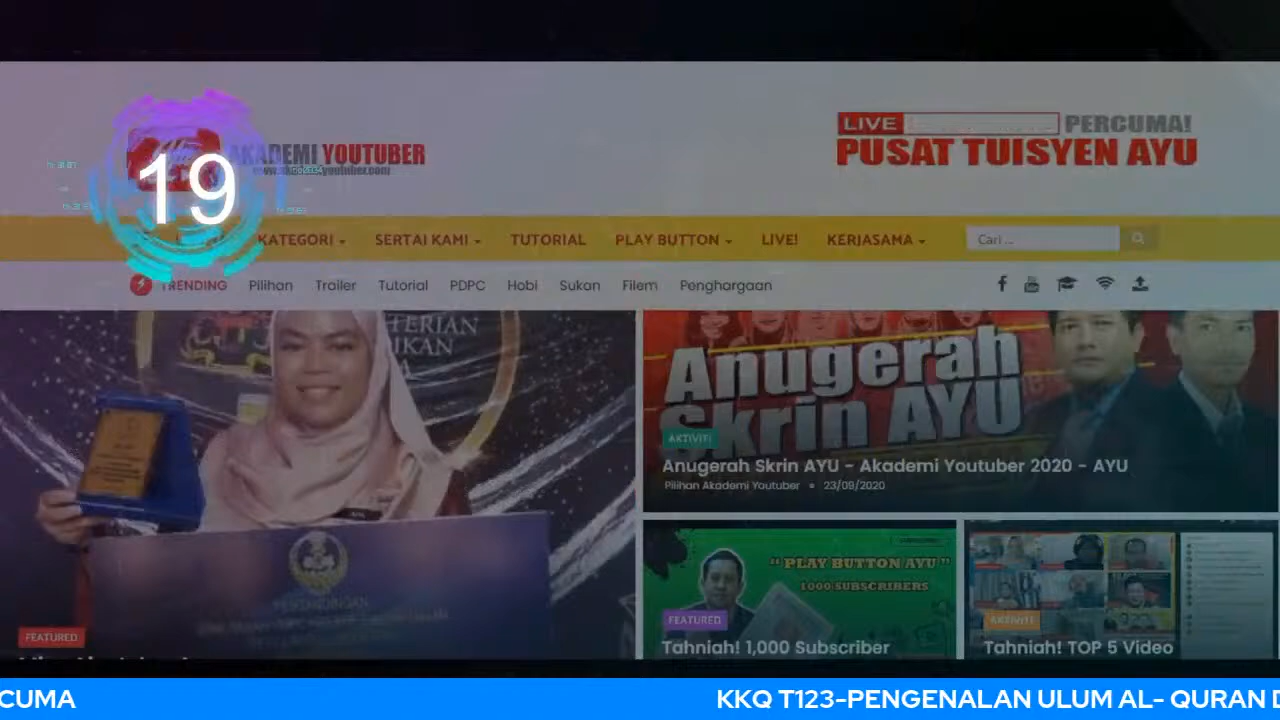 19
AKADEMI YOUTUBER
LIVE
PERCUMA!
PUSAT TUISYEN AYU
KATEGORI
SERTAI KAMI
TUTORIAL
PLAY BUTTON
LIVE!
KERJASAMA
Cari ...
TRENDING
Pilihan
Trailer
Tutorial
PDPC
Hobi
Sukan
Filem
Penghargaan
Anugerah
Skrin AYU
AKTIVITI
Anugerah Skrin AYU - Akademi Youtuber 2020 - AYU
Pilihan Akademi Youtuber
23/09/2020
"PLAY BUTTON AYU"
1000 SUBSCRIBERS
FEATURED
Tahniah! 1,000 Subscriber
AKTIVITI
Tahniah! TOP 5 Video
FEATURED
CUMA
KKQ T123-PENGENALAN ULUM AL- QURAN D